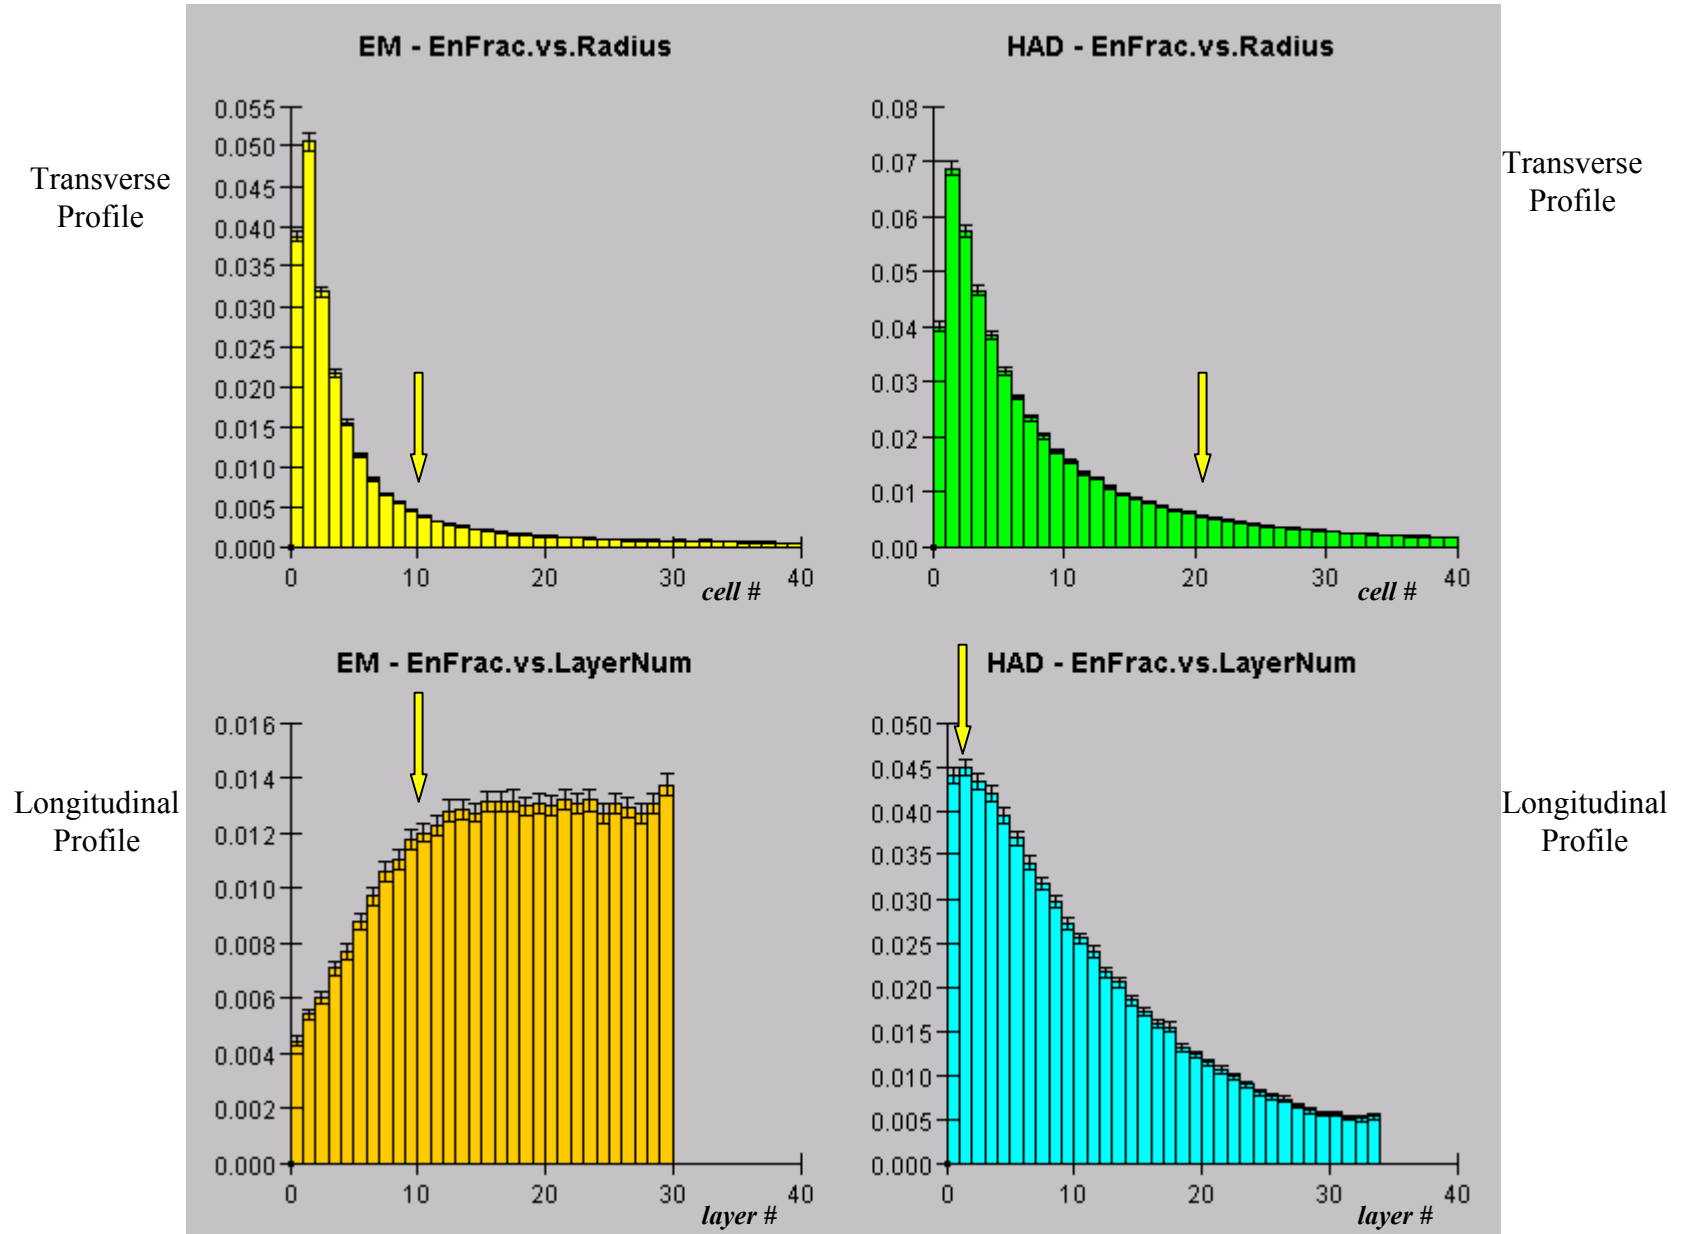 EM - EnFrac.vs.Radius
Transverse
Profile
0.055
0.050
0.045
0.040
0.035
0.030
0.025
0.020
0.015
0.010
0.005
0.000
0 10 20 30 40
cell #
HAD - EnFrac.vs.Radius
Transverse
Profile
0.08
0.07
0.06
0.05
0.04
0.03
0.02
0.01
0.00
0 10 20 30 40
cell #
EM - EnFrac.vs.LayerNum
Longitudinal
Profile
0.016
0.014
0.012
0.010
0.008
0.006
0.004
0.002
0.000
0 10 20 30 40
layer #
HAD - EnFrac.vs.LayerNum
Longitudinal
Profile
0.050
0.045
0.040
0.035
0.030
0.025
0.020
0.015
0.010
0.005
0.000
0 10 20 30 40
layer #